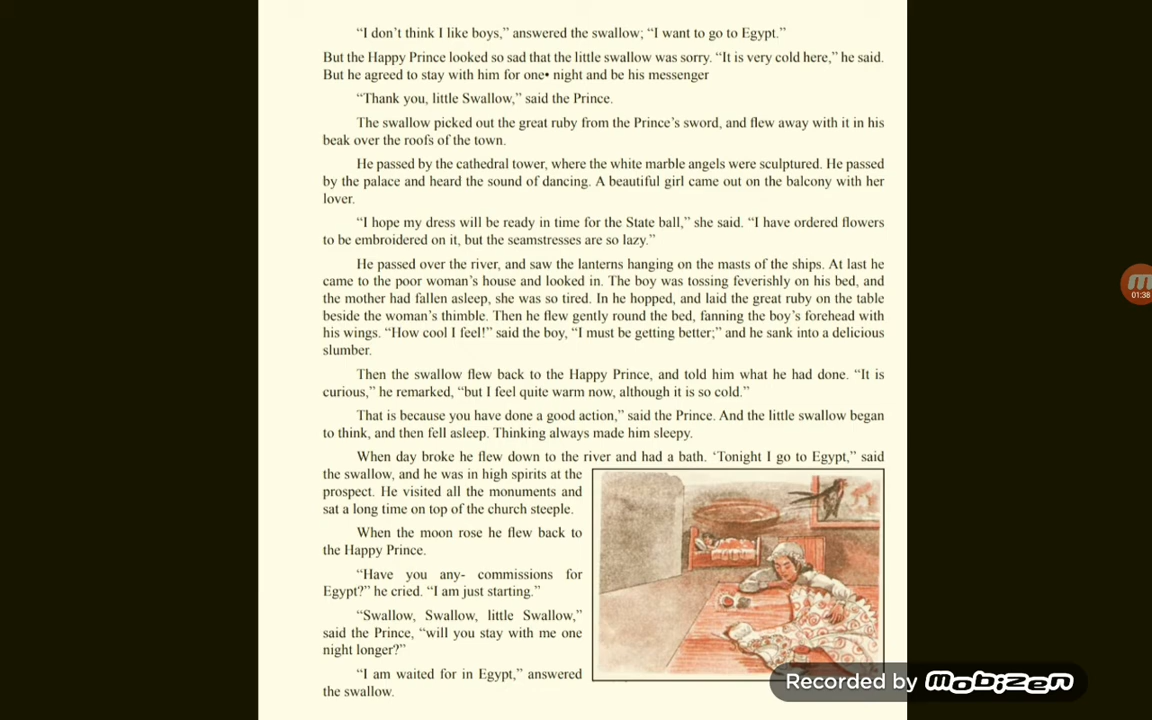 “I don’t think I like boys,” answered the swallow; “I want to go to Egypt.”
But the Happy Prince looked so sad that the little swallow was sorry. “It is very cold here,” he said.
But he agreed to stay with him for one• night and be his messenger
“Thank you, little Swallow,” said the Prince.
The swallow picked out the great ruby from the Prince’s sword, and flew away with it in his
beak over the roofs of the town.
He passed by the cathedral tower, where the white marble angels were sculptured. He passed
by the palace and heard the sound of dancing. A beautiful girl came out on the balcony with her
lover.
“I hope my dress will be ready in time for the State ball,” she said. “I have ordered flowers
to be embroidered on it, but the seamstresses are so lazy.”
He passed over the river, and saw the lanterns hanging on the masts of the ships. At last he
came to the poor woman’s house and looked in. The boy was tossing feverishly on his bed, and
the mother had fallen asleep, she was so tired. In he hopped, and laid the great ruby on the table
beside the woman’s thimble. Then he flew gently round the bed, fanning the boy’s forehead with
his wings. “How cool I feel!” said the boy, “I must be getting better;” and he sank into a delicious
slumber.
Then the swallow flew back to the Happy Prince, and told him what he had done. “It is
curious,” he remarked, “but I feel quite warm now, although it is so cold.”
That is because you have done a good action,” said the Prince. And the little swallow began
to think, and then fell asleep. Thinking always made him sleepy.
When day broke he flew down to the river and had a bath. ‘Tonight I go to Egypt,” said
the swallow, and he was in high spirits at the
prospect. He visited all the monuments and
sat a long time on top of the church steeple.
When the moon rose he flew back to
the Happy Prince.
“Have you any- commissions for
Egypt?” he cried. “I am just starting.”
“Swallow, Swallow, little Swallow,”
said the Prince, “will you stay with me one
night longer?”
“I am waited for in Egypt,” answered
the swallow.
01:38
Recorded by mobizen